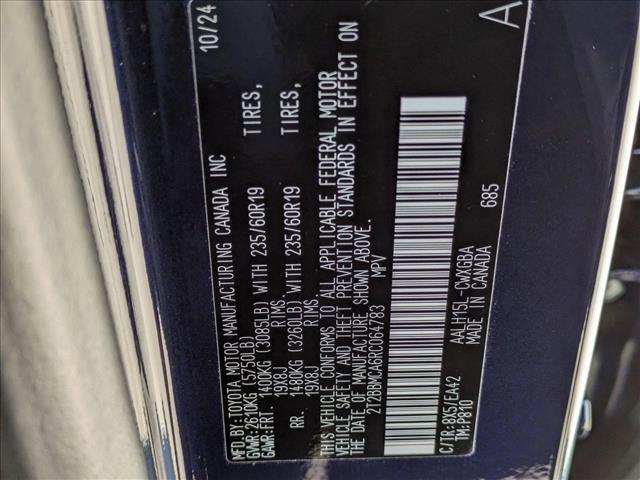 MFD.BY:TOYOTA MOTOR MANUFACTURING CANADA INC 10/24
GVWR:2610KG(5750LB)
GAWR:FRT. 1400KG(3085LB) WITH 235/60R19 TIRES,
19X8J RIMS.
RR. 1480KG(3260LB) WITH 235/60R19 TIRES,
19X8J RIMS.
THIS VEHICLE CONFORMS TO ALL APPLICABLE FEDERAL MOTOR
VEHICLE SAFETY AND THEFT PREVENTION STANDARDS IN EFFECT ON
THE DATE OF MANUFACTURE SHOWN ABOVE.
2T2BBMCA6RC064783 MPV
C/TR:8X5/EA42 AALH15L-CWXGBA 685
TM:P810 MADE IN CANADA
A